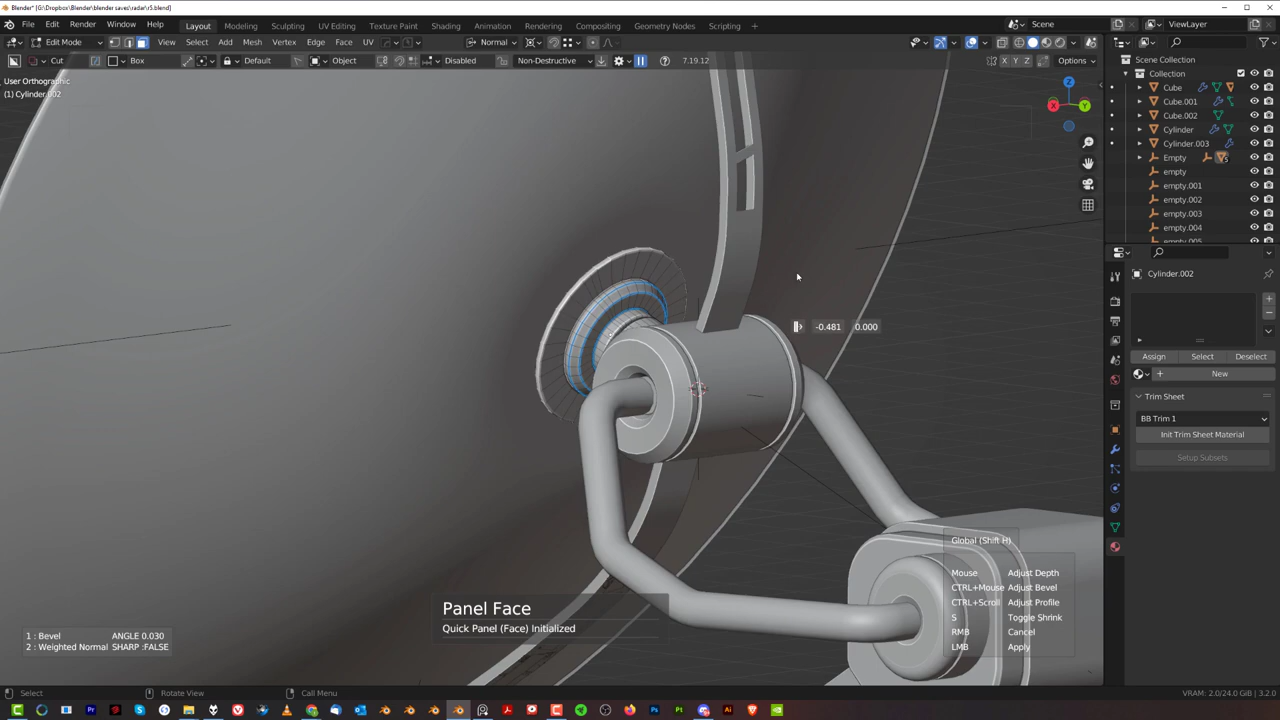 Blender* [G:\Dropbox\Blender\blender saves\radar\r5.blend]
File Edit Render Window Help Layout Modeling Sculpting UV Editing Texture Paint Shading Animation Rendering Compositing Geometry Nodes Scripting + Scene ViewLayer
Edit Mode View Select Add Mesh Vertex Edge Face UV Normal
Cut Box Default Object Disabled Non-Destructive 7.19.12 X Y Z Options
User Orthographic
(1) Cylinder.002
Z
X Y
-0.481 0.000
Global (Shift H)
Mouse Adjust Depth
CTRL+Mouse Adjust Bevel
CTRL+Scroll Adjust Profile
S Toggle Shrink
RMB Cancel
LMB Apply
Panel Face
Quick Panel (Face) Initialized
1 : Bevel ANGLE 0.030
2 : Weighted Normal SHARP :FALSE
Scene Collection
Collection
Cube
Cube.001
Cube.002
Cylinder
Cylinder.003
Empty
empty
empty.001
empty.002
empty.003
empty.004
empty.005
Cylinder.002
Assign Select Deselect
New
Trim Sheet
BB Trim 1
Init Trim Sheet Material
Setup Subsets
Select Rotate View Call Menu VRAM: 2.0/24.0 GiB | 3.2.0